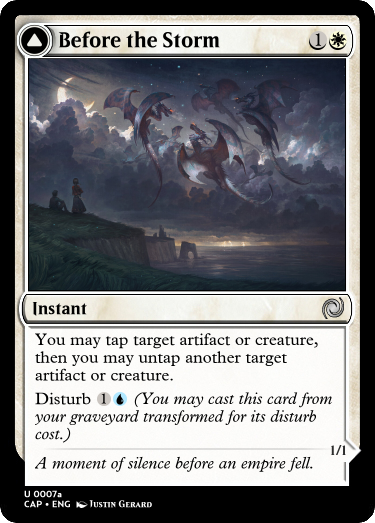 Before the Storm 1
Instant
You may tap target artifact or creature,
then you may untap another target
artifact or creature.
Disturb 1 (You may cast this card from
your graveyard transformed for its disturb
cost.)
1/1
A moment of silence before an empire fell.
U 0007a
CAP • ENG Justin Gerard